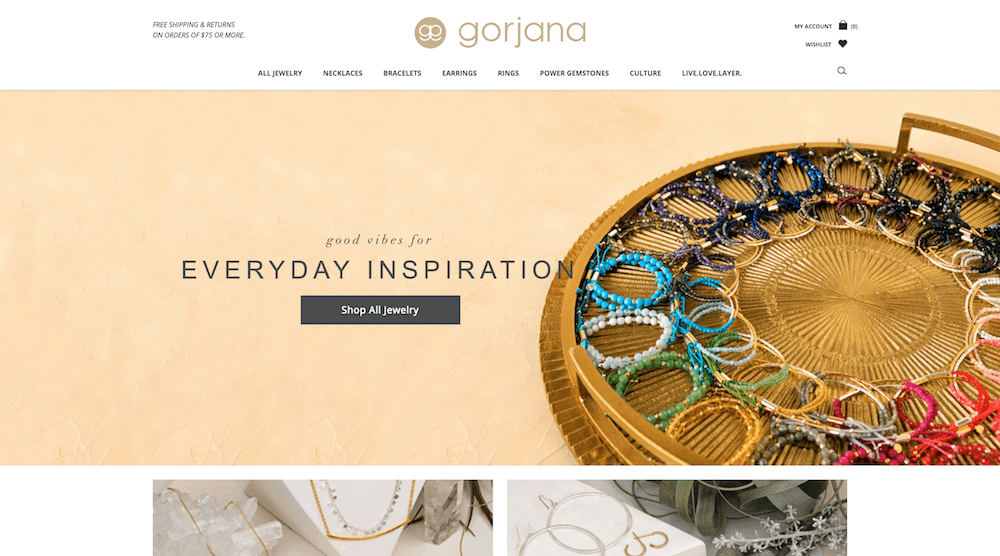 FREE SHIPPING & RETURNS
ON ORDERS OF $75 OR MORE.
gorjana
MY ACCOUNT (0)
WISHLIST
ALL JEWELRY NECKLACES BRACELETS EARRINGS RINGS POWER GEMSTONES CULTURE LIVE.LOVE.LAYER.
good vibes for
EVERYDAY INSPIRATION
Shop All Jewelry